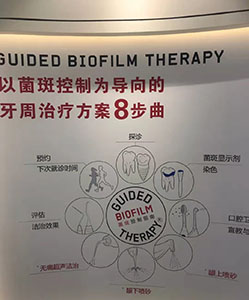 GUIDED BIOFILM THERAPY
以菌斑控制为导向的
牙周治疗方案8步曲
探诊
预约
下次就诊时间
菌斑显示剂
染色
GUIDED
BIOFILM
THERAPY
评估
洁治效果
口腔卫
宣教与
无痛超声洁治
龈上喷砂
龈下喷砂